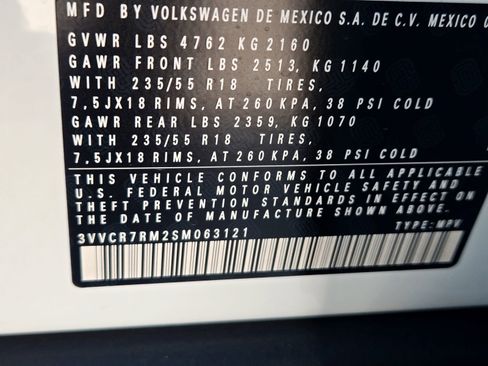 MFD BY VOLKSWAGEN DE MEXICO S.A. DE C.V. MEXICO
GVWR LBS 4762 KG 2160
GAWR FRONT LBS 2513, KG 1140
WITH 235/55 R18 TIRES,
7,5JX18 RIMS, AT 260 KPA, 38 PSI COLD
GAWR REAR LBS 2359, KG 1070
WITH 235/55 R18 TIRES,
7,5JX18 RIMS, AT 260 KPA, 38 PSI COLD
THIS VEHICLE CONFORMS TO ALL APPLICABLE
U.S. FEDERAL MOTOR VEHICLE SAFETY AND
THEFT PREVENTION STANDARDS IN EFFECT ON
THE DATE OF MANUFACTURE SHOWN ABOVE.
3VVCR7RM2SM063121
TYPE: MPV